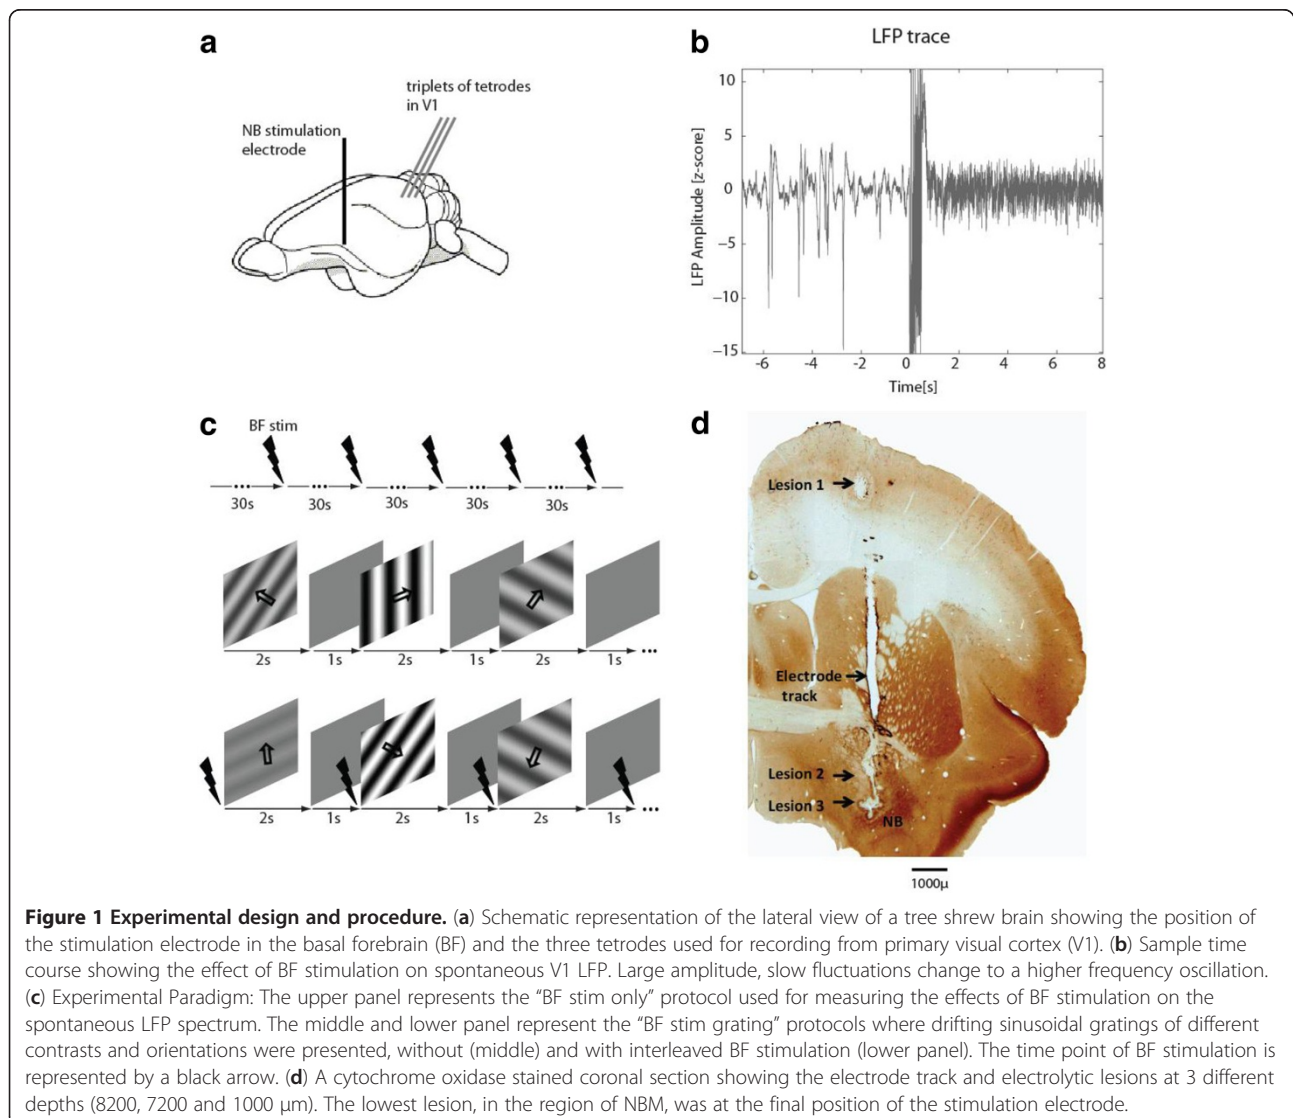 a
triplets of tetrodes
in V1
NB stimulation
electrode
b
LFP trace
LFP Amplitude [z-score]
10
5
0
−5
−10
−15
-6
-4
-2
0
2
4
6
8
Time[s]
c
BF stim
30s
30s
30s
30s
30s
2s
1s
2s
1s
2s
1s
2s
1s
2s
1s
2s
1s
d
Lesion 1
Electrode
track
Lesion 2
Lesion 3
NB
1000μ
Figure 1 Experimental design and procedure. (a) Schematic representation of the lateral view of a tree shrew brain showing the position of
the stimulation electrode in the basal forebrain (BF) and the three tetrodes used for recording from primary visual cortex (V1). (b) Sample time
course showing the effect of BF stimulation on spontaneous V1 LFP. Large amplitude, slow fluctuations change to a higher frequency oscillation.
(c) Experimental Paradigm: The upper panel represents the “BF stim only” protocol used for measuring the effects of BF stimulation on the
spontaneous LFP spectrum. The middle and lower panel represent the “BF stim grating” protocols where drifting sinusoidal gratings of different
contrasts and orientations were presented, without (middle) and with interleaved BF stimulation (lower panel). The time point of BF stimulation is
represented by a black arrow. (d) A cytochrome oxidase stained coronal section showing the electrode track and electrolytic lesions at 3 different
depths (8200, 7200 and 1000 μm). The lowest lesion, in the region of NBM, was at the final position of the stimulation electrode.